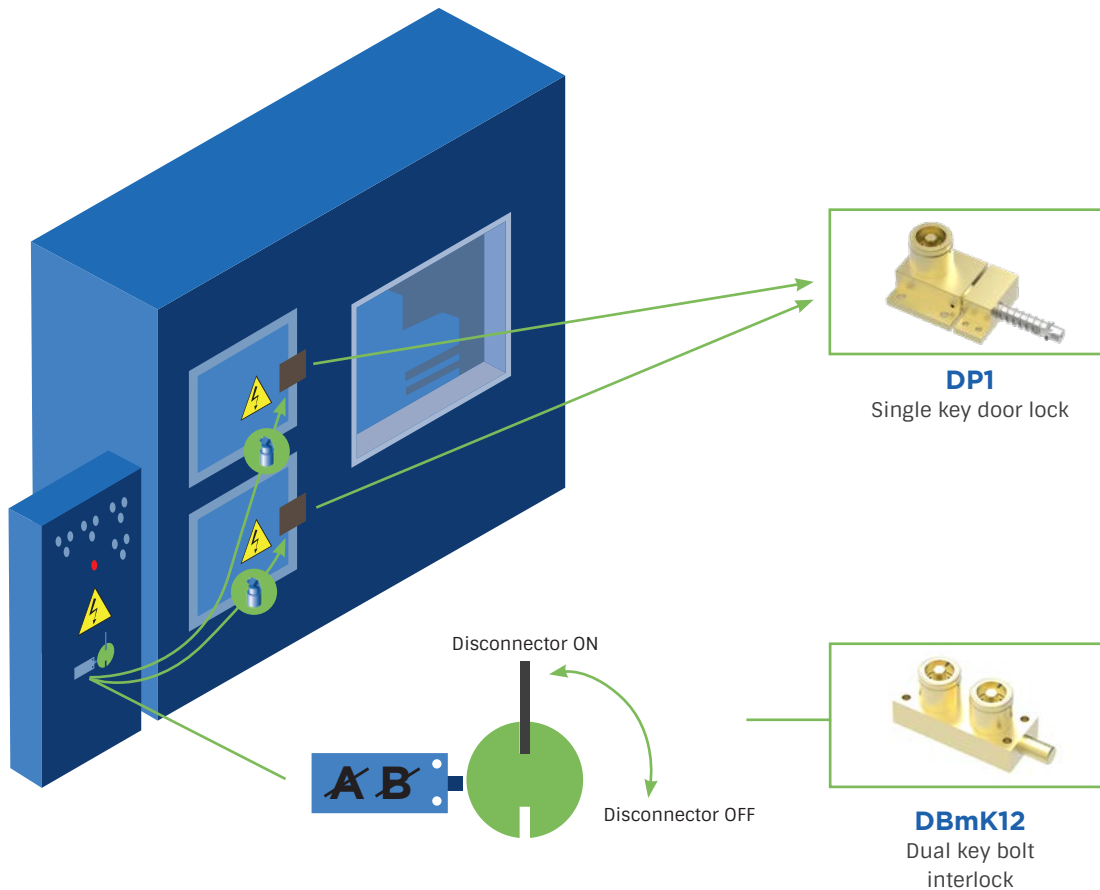 DP1
Single key door lock
Disconnector ON
A B
Disconnector OFF
DBmK12
Dual key bolt
interlock